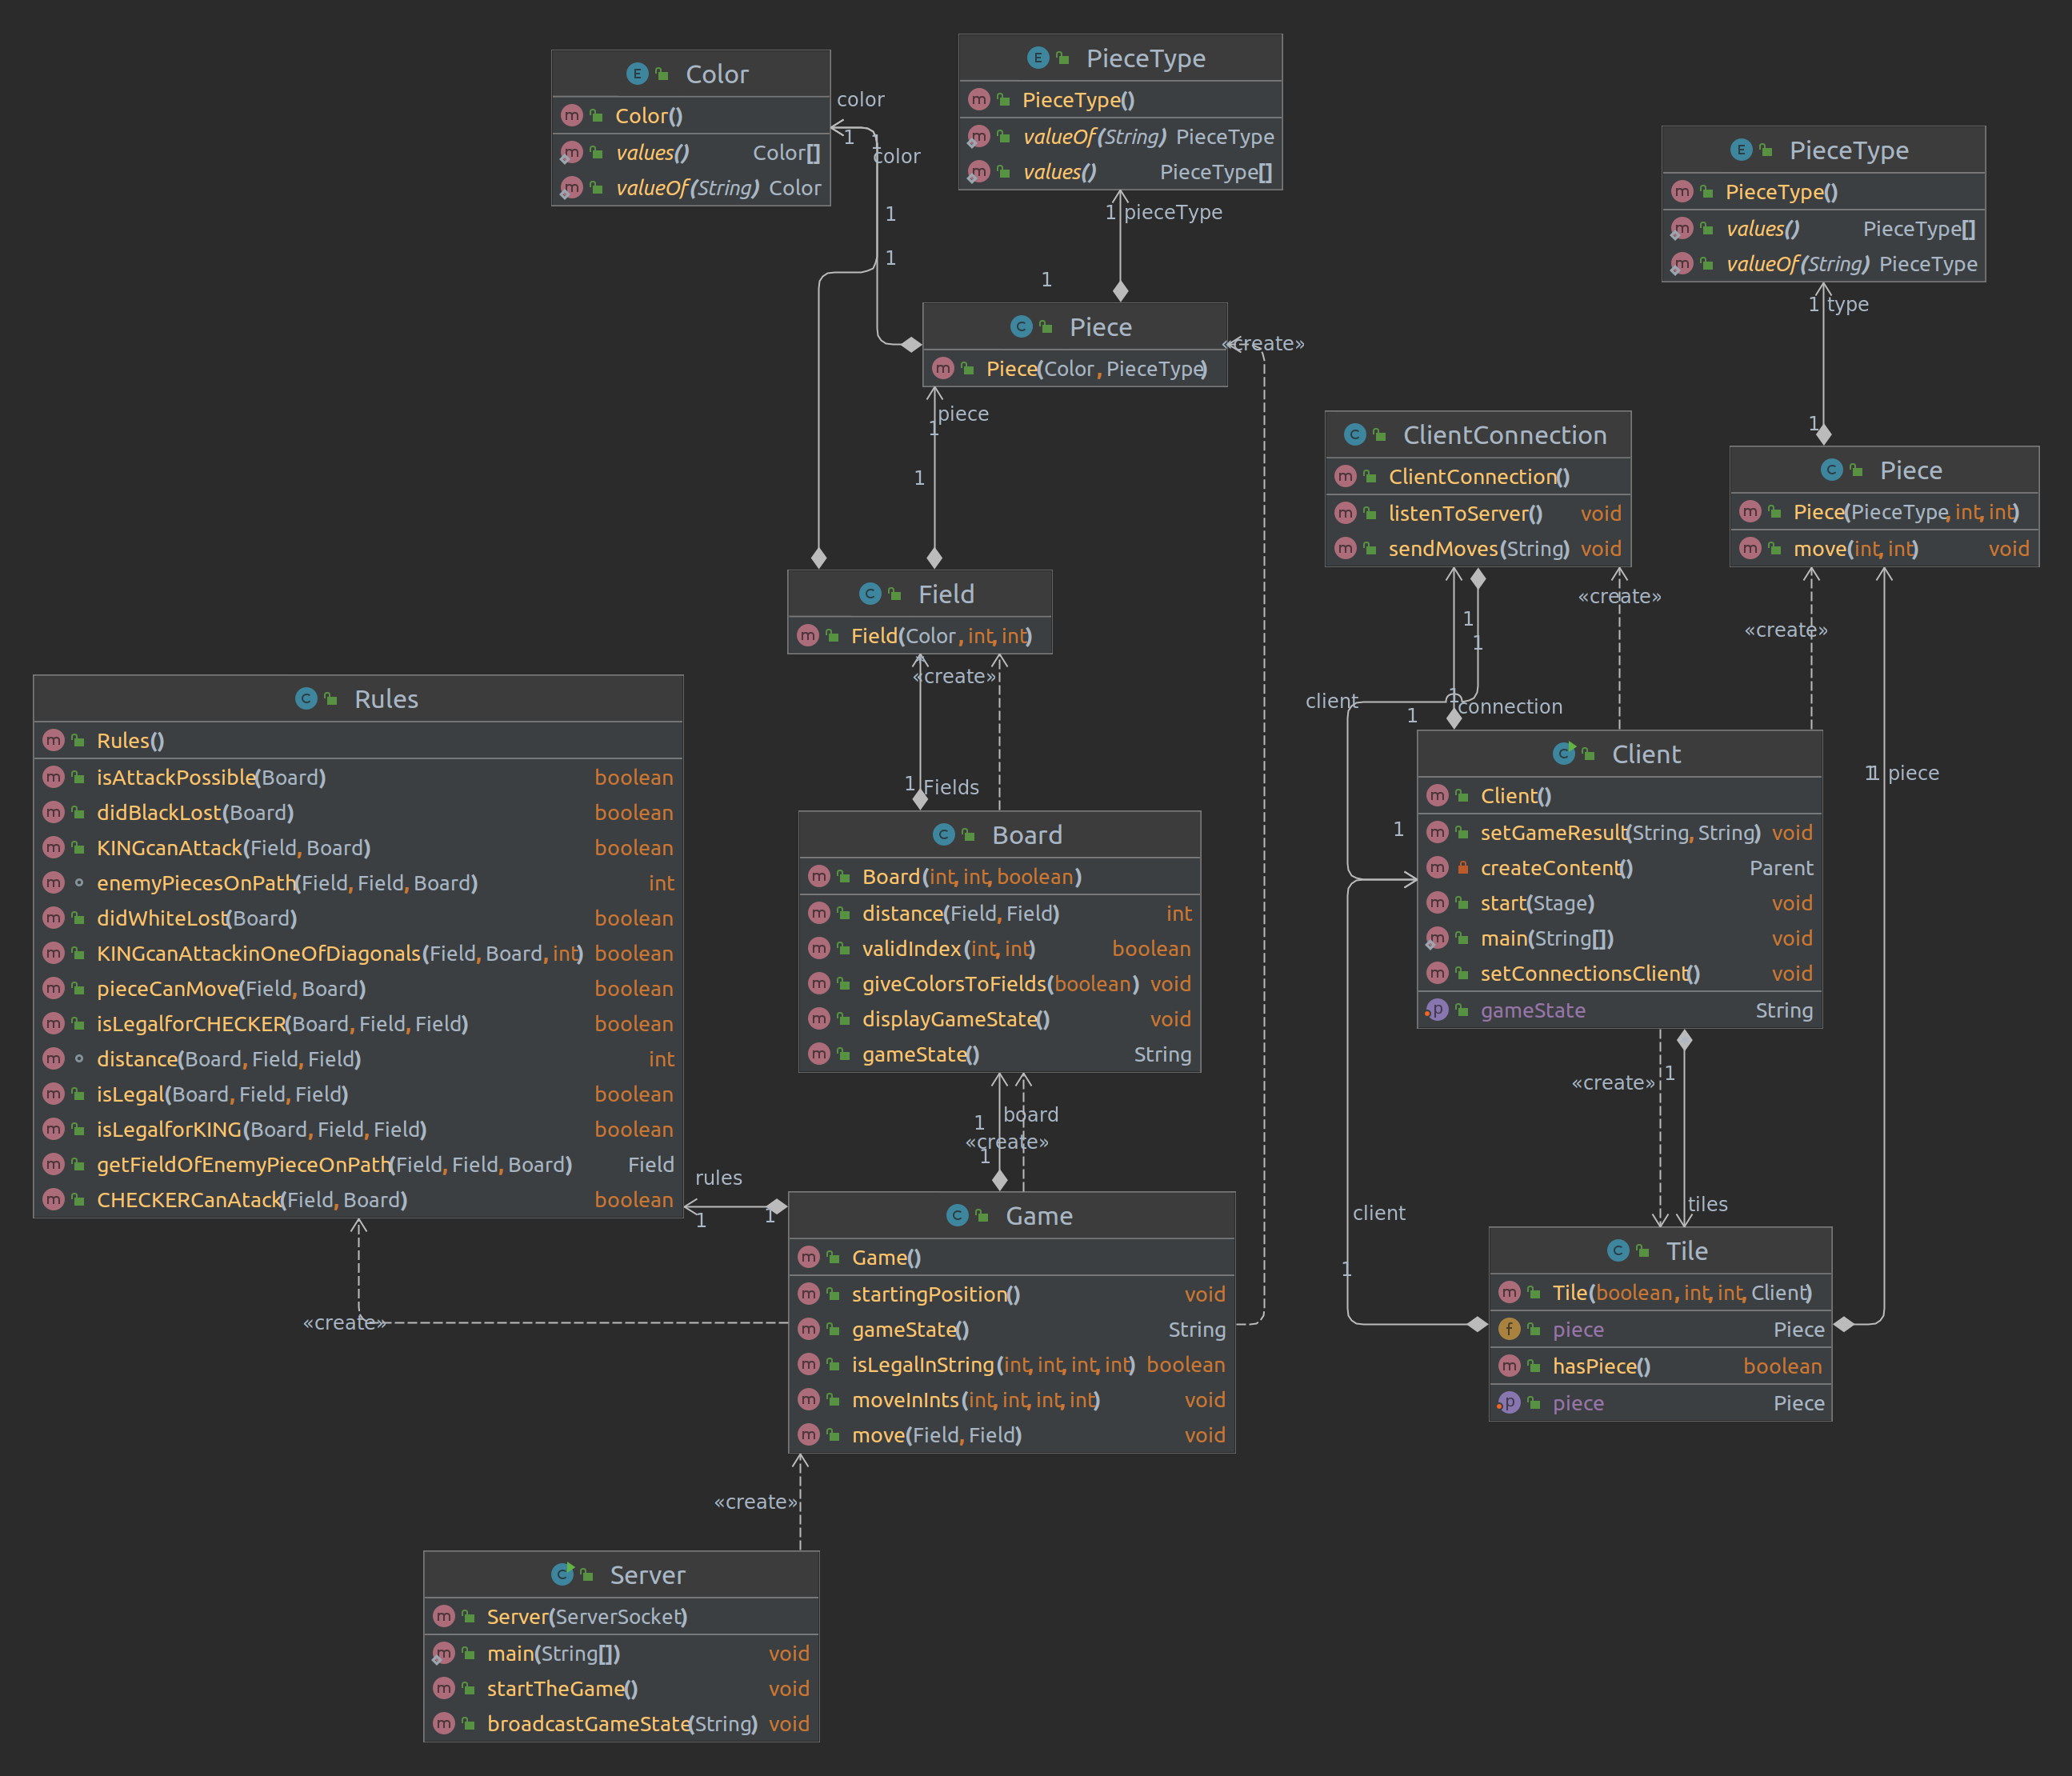 Color
Color()
values() Color[]
valueOf(String) Color
PieceType
PieceType()
valueOf(String) PieceType
values() PieceType[]
PieceType
PieceType()
values() PieceType[]
valueOf(String) PieceType
color
1
1
color
1
1
1 pieceType
1
1 type
1
Piece
Piece(Color, PieceType)
«create»
piece
1
1
ClientConnection
ClientConnection()
listenToServer() void
sendMoves(String) void
Piece
Piece(PieceType, int, int)
move(int, int) void
Field
Field(Color, int, int)
«create»
1
Fields
«create»
«create»
1
1
client
1
1
connection
1
1 1 piece
Rules
Rules()
isAttackPossible(Board) boolean
didBlackLost(Board) boolean
KINGcanAttack(Field, Board) boolean
enemyPiecesOnPath(Field, Field, Board) int
didWhiteLost(Board) boolean
KINGcanAttackinOneOfDiagonals(Field, Board, int) boolean
pieceCanMove(Field, Board) boolean
isLegalforCHECKER(Board, Field, Field) boolean
distance(Board, Field, Field) int
isLegal(Board, Field, Field) boolean
isLegalforKING(Board, Field, Field) boolean
getFieldOfEnemyPieceOnPath(Field, Field, Board) Field
CHECKERCanAtack(Field, Board) boolean
Board
Board(int, int, boolean)
distance(Field, Field) int
validIndex(int, int) boolean
giveColorsToFields(boolean) void
displayGameState() void
gameState() String
Client
Client()
setGameResult(String, String) void
createContent() Parent
start(Stage) void
main(String[]) void
setConnectionsClient() void
gameState String
1
board
«create»
1
«create»
1
tiles
client
1
rules
1
1
«create»
Game
Game()
startingPosition() void
gameState() String
isLegalInString(int, int, int, int) boolean
moveInInts(int, int, int, int) void
move(Field, Field) void
Tile
Tile(boolean, int, int, Client)
piece Piece
hasPiece() boolean
piece Piece
«create»
Server
Server(ServerSocket)
main(String[]) void
startTheGame() void
broadcastGameState(String) void